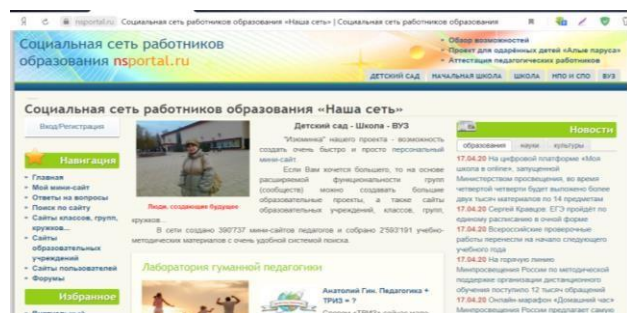 nsportal.ru Социальная сеть работников образования «Наша сеть» | Социальная сеть работников образования
Социальная сеть работников
образования nsportal.ru
Обзор возможностей
Проект для одарённых детей «Алые паруса»
Аттестация педагогических работников
ДЕТСКИЙ САД НАЧАЛЬНАЯ ШКОЛА ШКОЛА НПО И СПО ВУЗ
Социальная сеть работников образования «Наша сеть»
Вход/Регистрация
Навигация
Главная
Мой мини-сайт
Ответы на вопросы
Поиск по сайту
Сайты классов, групп,
кружков...
Сайты
образовательных
учреждений
Сайты пользователей
Форумы
Избранное
Люди, создающие будущее
Детский сад - Школа - ВУЗ
"Изюминка" нашего проекта - возможность
создать очень быстро и просто персональный
мини-сайт.
Если Вам хочется большего, то на основе
расширяемой функциональности групп
(сообществ) можно создавать большие
образовательные проекты, а также сайты
образовательных учреждений, классов, групп,
кружков...
В сети создано 390'737 мини-сайтов педагогов и собрано 2'593'191 учебно-
методических материалов с очень удобной системой поиска.
Лаборатория гуманной педагогики
Анатолий Гин. Педагогика +
ТРИЗ = ?
Новости
образования науки культуры
17.04.20 На цифровой платформе «Моя
школа в online», запущенной
Министерством просвещения, во время
четвертой четверти будет выложено более
двух тысяч материалов по 14 предметам
17.04.20 Сергей Кравцов: ЕГЭ пройдёт по
единому расписанию в очной форме
17.04.20 Всероссийские проверочные
работы перенесли на начало следующего
учебного года
17.04.20 На горячую линию
Минпросвещения России по методической
поддержке организации дистанционного
обучения поступило 12 тысяч обращений
17.04.20 Онлайн-марафон «Домашний час»
Минпросвещения России предлагает самую